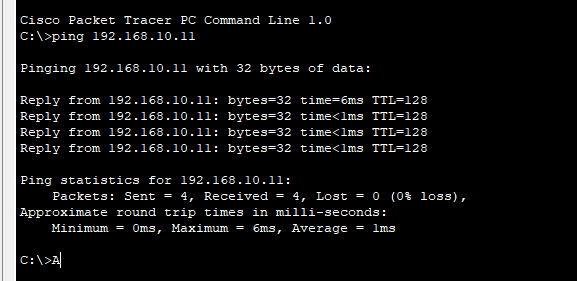 Cisco Packet Tracer PC Command Line 1.0
C:\>ping 192.168.10.11
Pinging 192.168.10.11 with 32 bytes of data:
Reply from 192.168.10.11: bytes=32 time=6ms TTL=128
Reply from 192.168.10.11: bytes=32 time<1ms TTL=128
Reply from 192.168.10.11: bytes=32 time<1ms TTL=128
Reply from 192.168.10.11: bytes=32 time<1ms TTL=128
Ping statistics for 192.168.10.11:
Packets: Sent = 4, Received = 4, Lost = 0 (0% loss),
Approximate round trip times in milli-seconds:
Minimum = 0ms, Maximum = 6ms, Average = 1ms
C:\>A